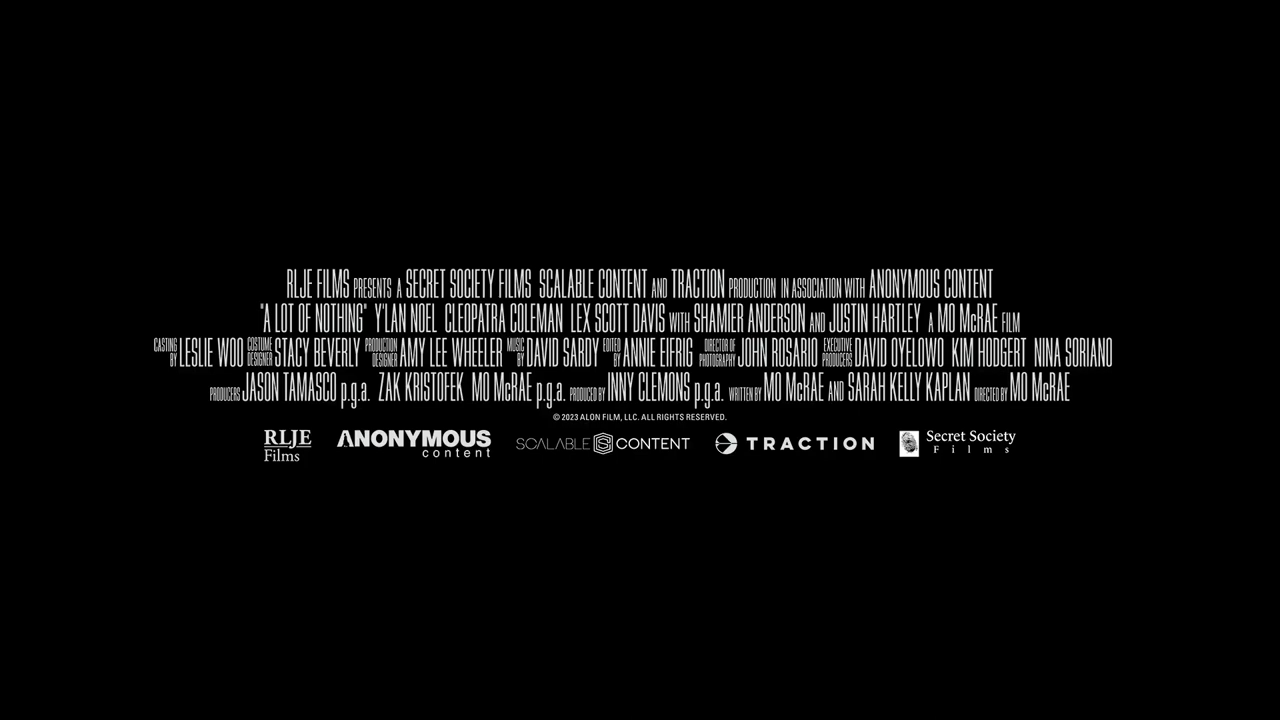 RLJE FILMS PRESENTS A SECRET SOCIETY FILMS SCALABLE CONTENT AND TRACTION PRODUCTION IN ASSOCIATION WITH ANONYMOUS CONTENT
"A LOT OF NOTHING" Y'LAN NOEL CLEOPATRA COLEMAN LEX SCOTT DAVIS WITH SHAMIER ANDERSON AND JUSTIN HARTLEY A MO McRAE FILM
CASTING BY LESLIE WOO COSTUME DESIGNER STACY BEVERLY PRODUCTION DESIGNER AMY LEE WHEELER MUSIC BY DAVID SARDY EDITED BY ANNIE EIFRIG DIRECTOR OF PHOTOGRAPHY JOHN ROSARIO EXECUTIVE PRODUCERS DAVID OYELOWO KIM HODGERT NINA SORIANO
PRODUCERS JASON TAMASCO p.g.a. ZAK KRISTOFEK MO McRAE p.g.a. PRODUCED BY INNY CLEMONS p.g.a. WRITTEN BY MO McRAE AND SARAH KELLY KAPLAN DIRECTED BY MO McRAE
© 2023 ALON FILM, LLC. ALL RIGHTS RESERVED.
RLJE Films ANONYMOUS content SCALABLE CONTENT TRACTION Secret Society Films